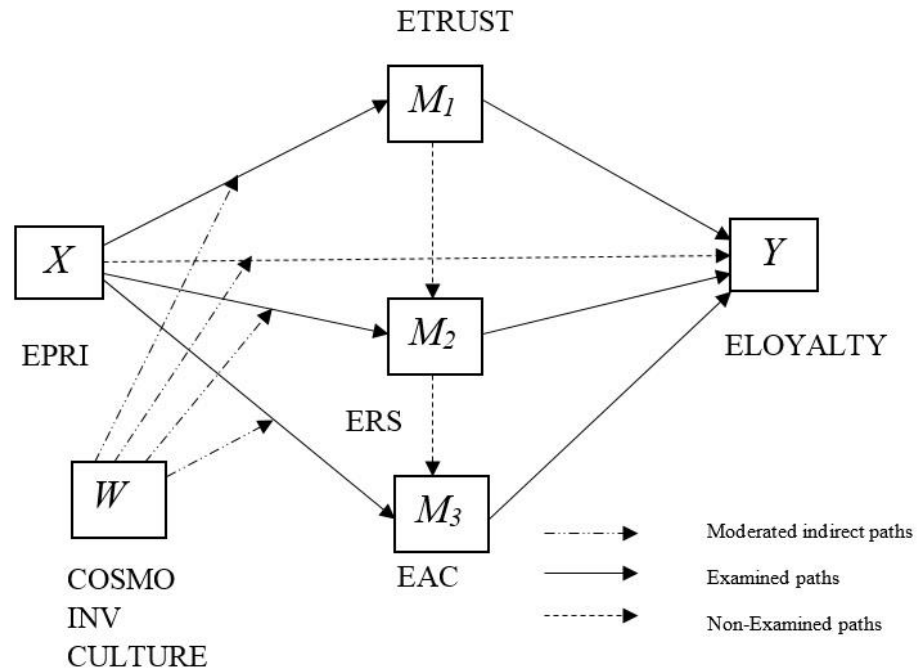 ETRUST
M₁
X
Y
EPRI
M₂
ELOYALTY
ERS
W
M₃
COSMO
INV
CULTURE
EAC
Moderated indirect paths
Examined paths
Non-Examined paths